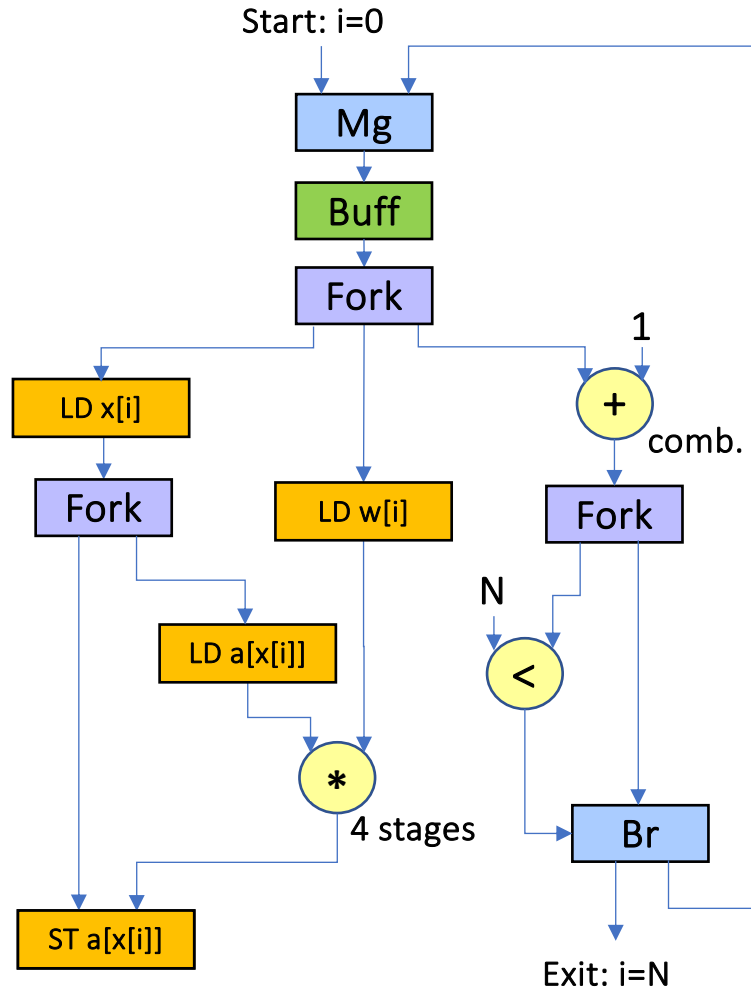 Start: i=0
Mg
Buff
Fork
1
LD x[i]
+
comb.
Fork
LD w[i]
Fork
N
LD a[x[i]]
<
*
4 stages
Br
ST a[x[i]]
Exit: i=N